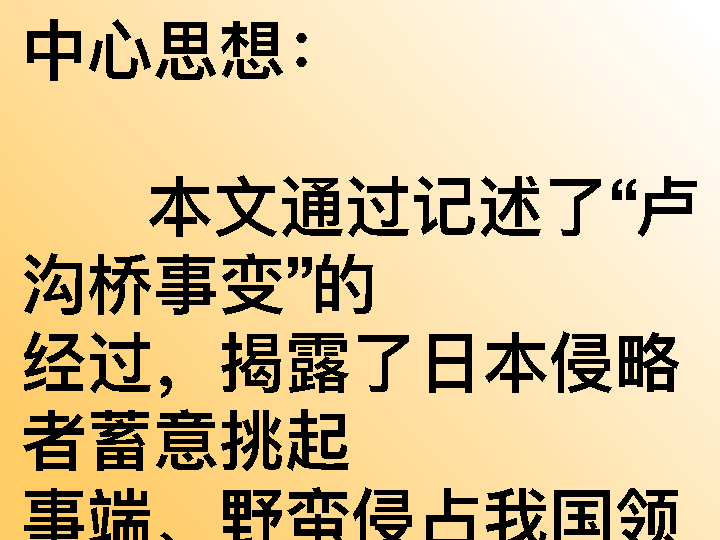 中心思想：
本文通过记述了“卢
沟桥事变”的
经过，揭露了日本侵略
者蓄意挑起
事端、野蛮侵占我国领